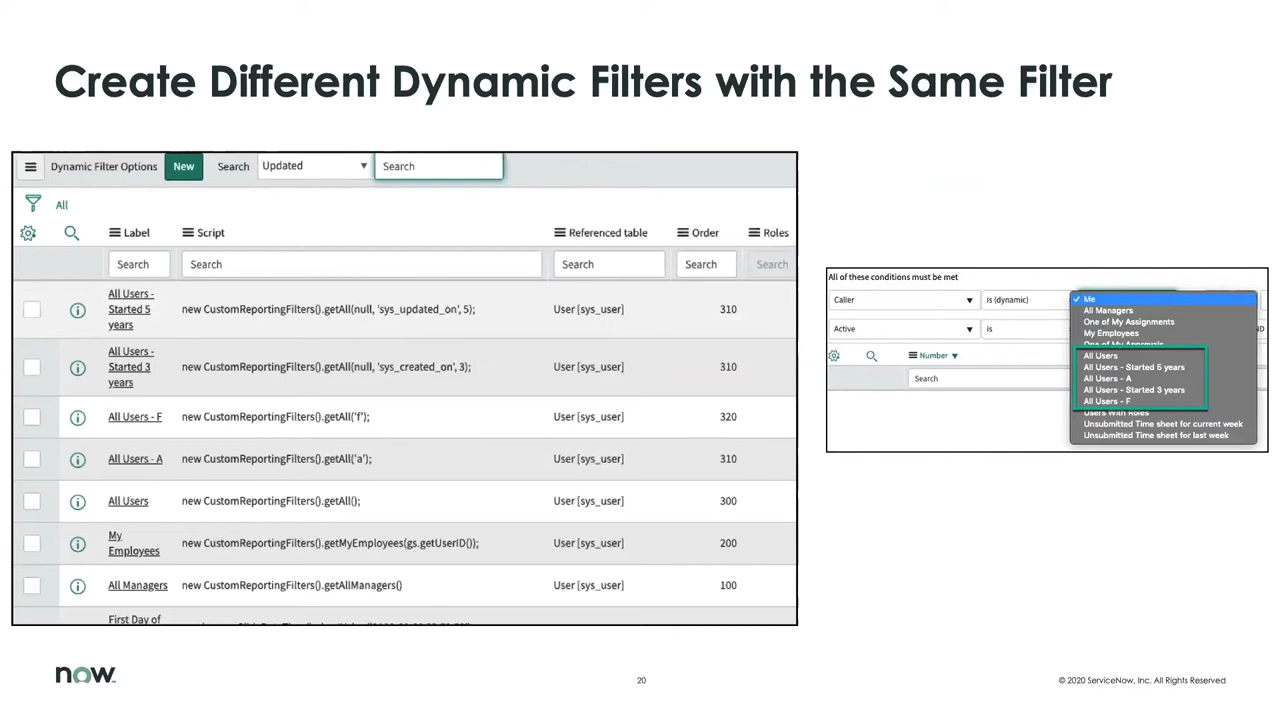 Create Different Dynamic Filters with the Same Filter
Dynamic Filter Options New Search Updated Search
All
Label Script Referenced table Order Roles
Search Search Search Search Search
All Users -
Started 5
years
new CustomReportingFilters().getAll(null, 'sys_updated_on', 5); User [sys_user] 310
All Users -
Started 3
years
new CustomReportingFilters().getAll(null, 'sys_created_on', 3); User [sys_user] 310
All Users - F new CustomReportingFilters().getAll('f'); User [sys_user] 320
All Users - A new CustomReportingFilters().getAll('a'); User [sys_user] 310
All Users new CustomReportingFilters().getAll(); User [sys_user] 300
My
Employees
new CustomReportingFilters().getMyEmployees(gs.getUserID()); User [sys_user] 200
All Managers new CustomReportingFilters().getAllManagers() User [sys_user] 100
First Day of
All of these conditions must be met
Caller is (dynamic)
Active is
Number
Search
✓ Me
All Managers
One of My Assignments
My Employees
One of My Approvals
All Users
All Users - Started 5 years
All Users - A
All Users - Started 3 years
All Users - F
Users With Roles
Unsubmitted Time sheet for current week
Unsubmitted Time sheet for last week
now
20
© 2020 ServiceNow, Inc. All Rights Reserved